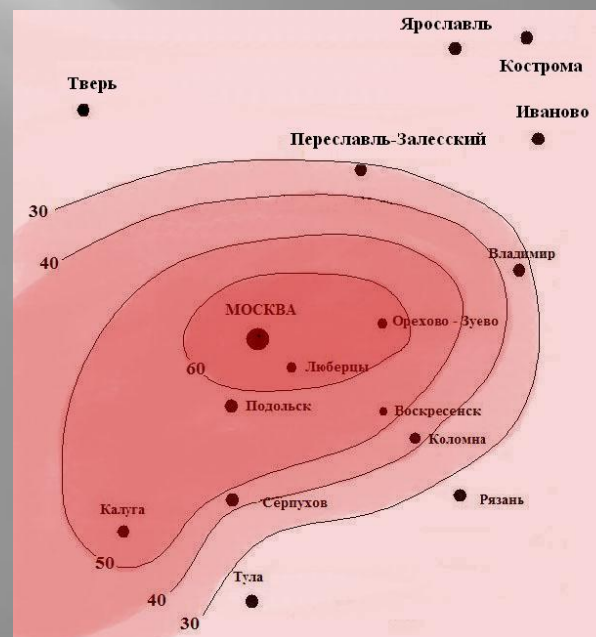 Ярославль
Кострома
Тверь
Иваново
Переславль-Залесский
30
40
Владимир
МОСКВА
Орехово - Зуево
60
Люберцы
Подольск
Воскресенск
Коломна
Калуга
Серпухов
Рязань
50
Тула
40
30